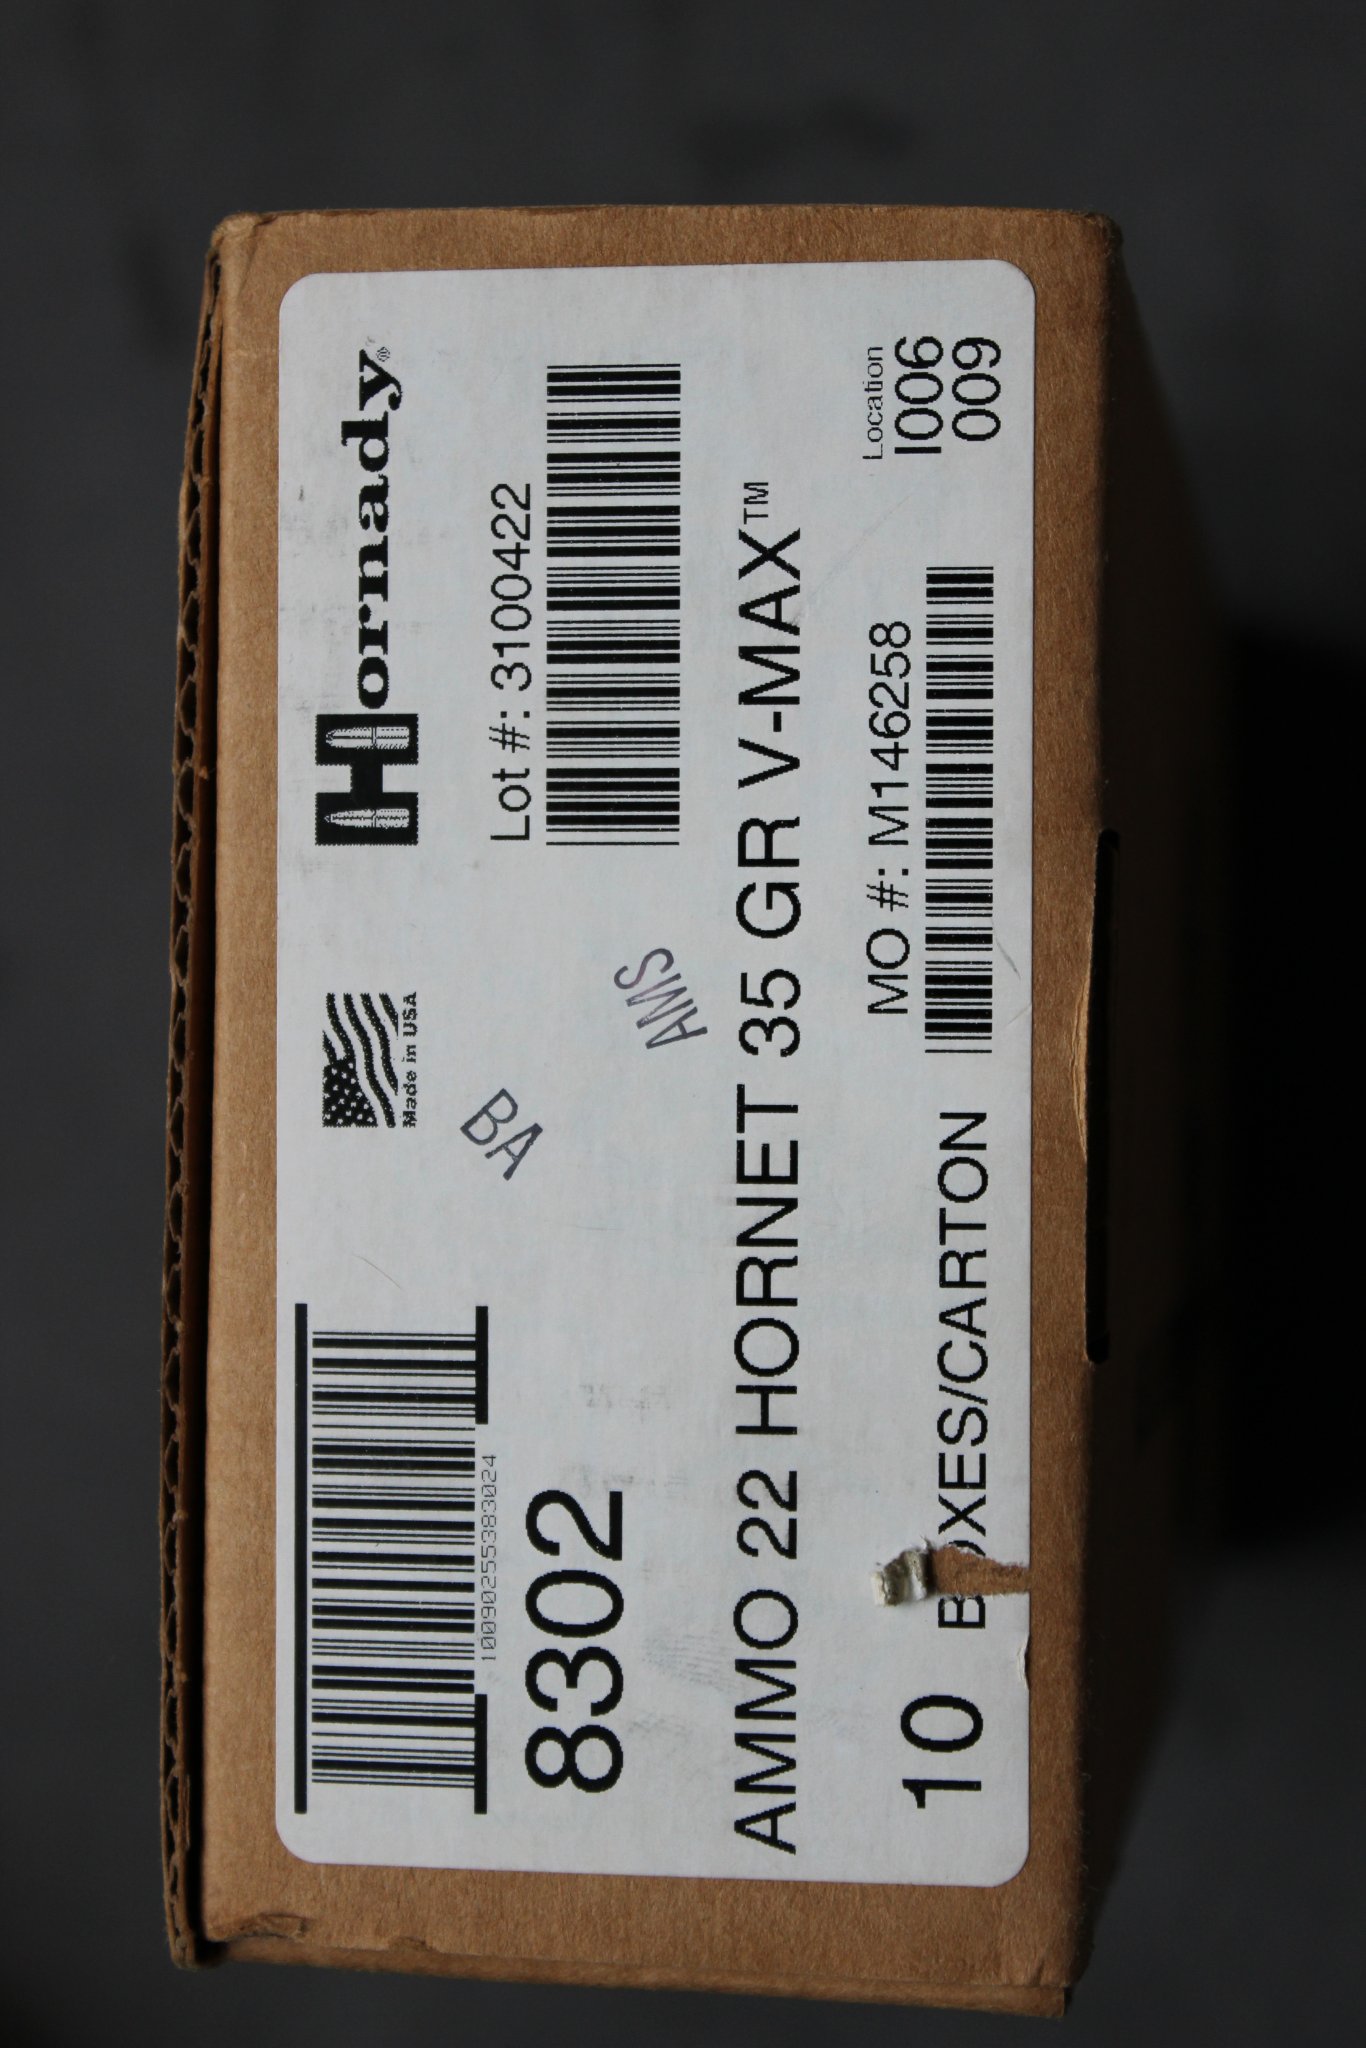 10090255383024
8302
Made in USA
BA
AMS
Hornady®
Lot #: 3100422
AMMO 22 HORNET 35 GR V-MAX™
10 BOXES/CARTON
MO #: M146258
Location
I006
009